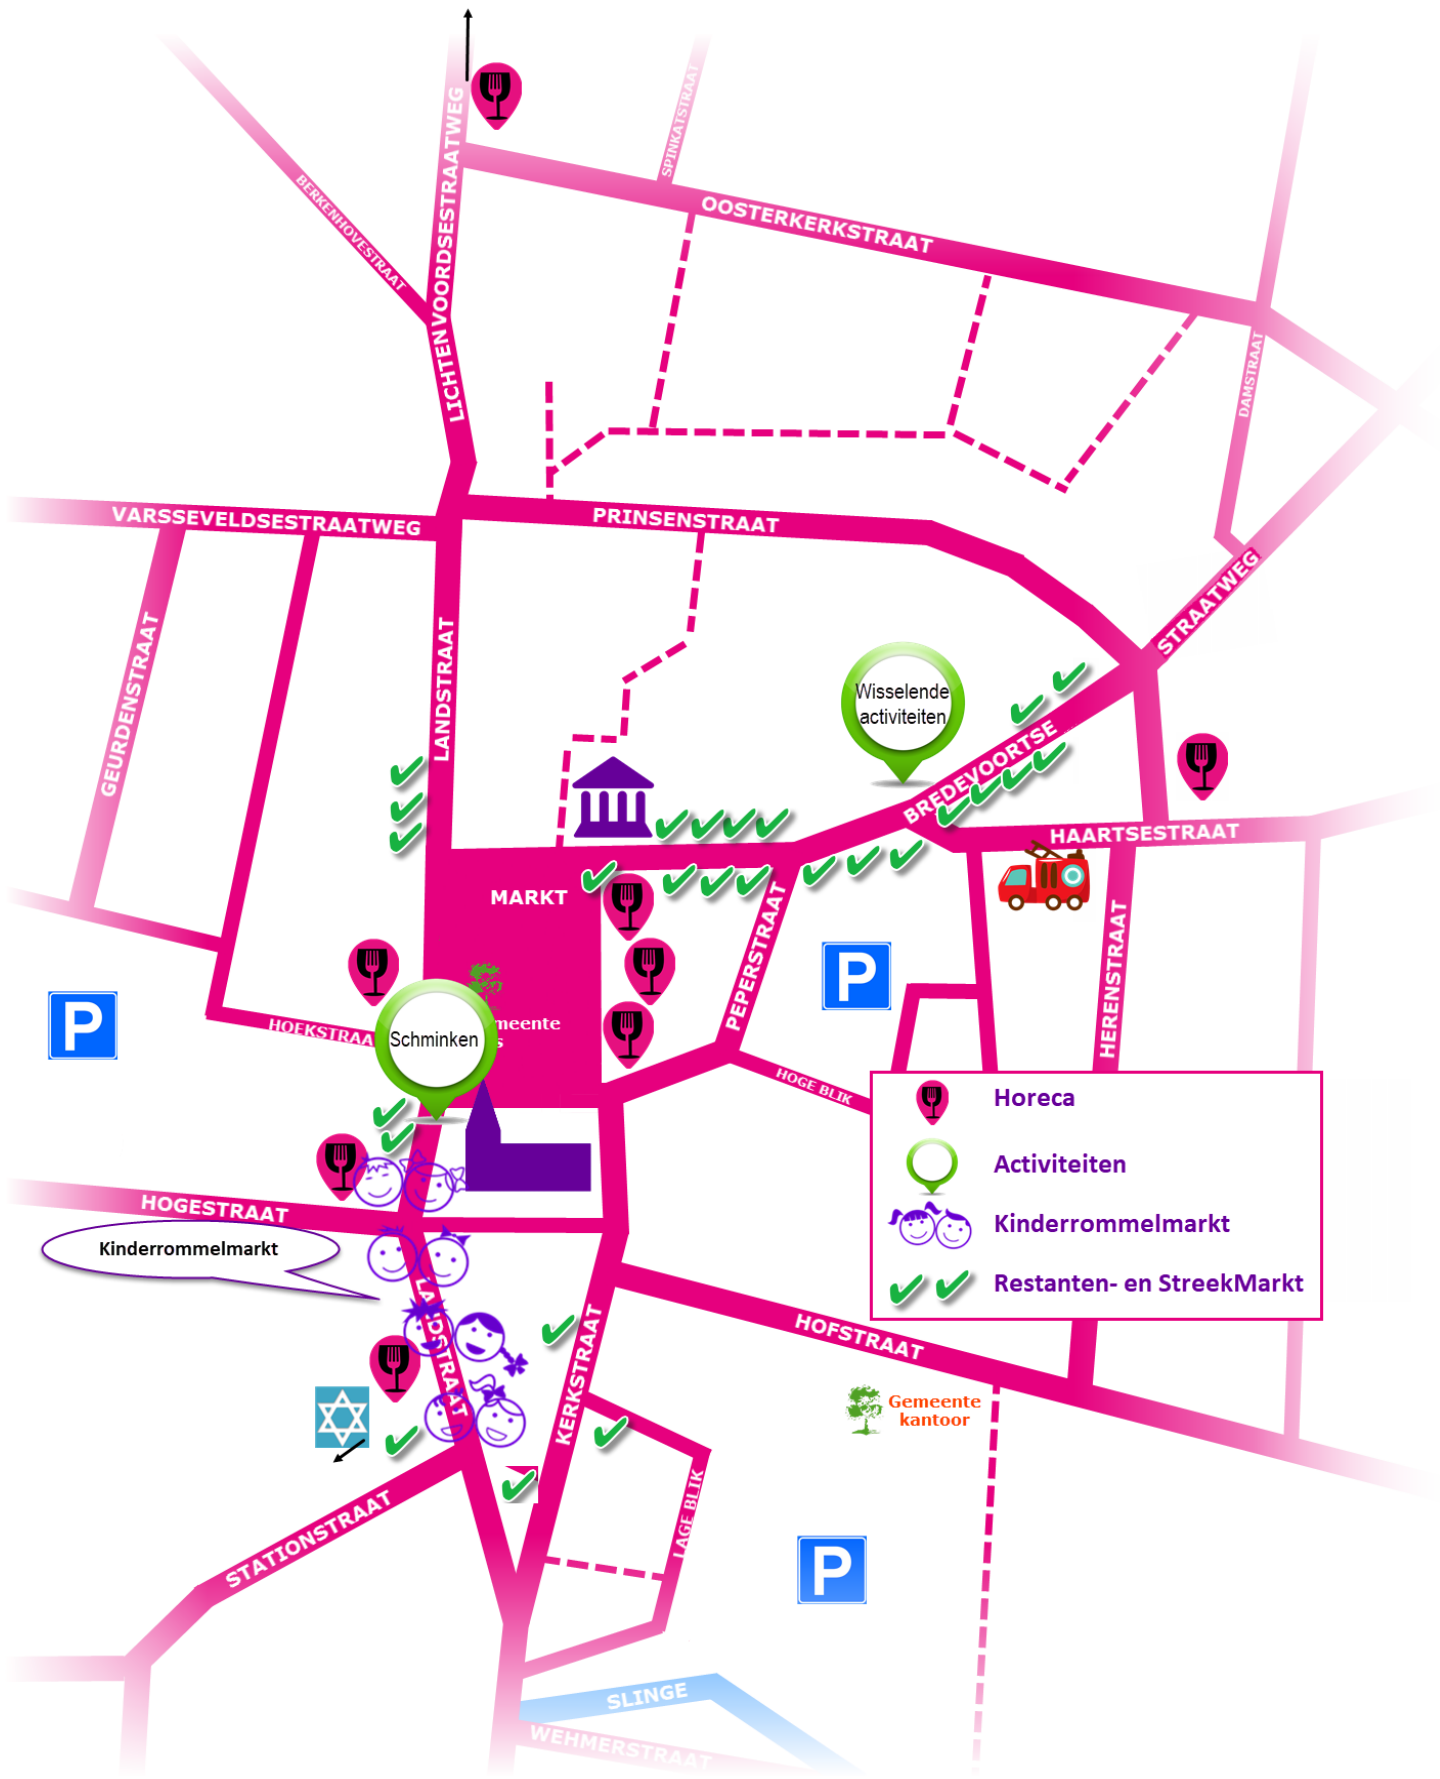 SPINKATSTRAAT
LICHTENVOORDSESTRAATWEG
BERKENHOVESTRAAT
OOSTERKERKSTRAAT
DAMSTRAAT
VARSSEVELDSESTRAATWEG
PRINSENSTRAAT
STRAATWEG
GEURDENSTRAAT
LANDSTRAAT
Wisselende
activiteiten
BREDEVOORTSE
HAARTSESTRAAT
MARKT
PEPERSTRAAT
HERENSTRAAT
P
P
meente
s
HOEKSTRAA
Schminken
HOGE BLIK
Horeca
Activiteiten
Kinderrommelmarkt
Restanten- en StreekMarkt
HOGESTRAAT
Kinderrommelmarkt
LANDSTRAAT
KERKSTRAAT
HOFSTRAAT
Gemeente
kantoor
LAGE BLIK
STATIONSTRAAT
P
SLINGE
WEHMERSTRAAT